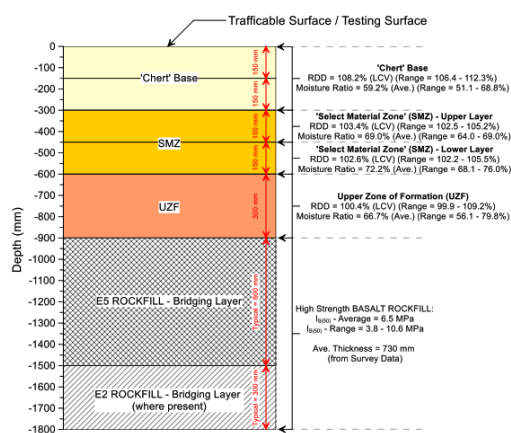 Trafficable Surface / Testing Surface
0
-100
-200
-300
-400
-500
-600
-700
-800
-900
-1000
-1100
-1200
-1300
-1400
-1500
-1600
-1700
-1800
Depth (mm)
'Chert' Base
SMZ
UZF
E5 ROCKFILL - Bridging Layer
E2 ROCKFILL - Bridging Layer
(where present)
150 mm
150 mm
150 mm
150 mm
300 mm
Typical = 600 mm
Typical = 300 mm
'Chert' Base
RDD = 108.2% (LCV) (Range = 106.4 - 112.3%)
Moisture Ratio = 59.2% (Ave.) (Range = 51.1 - 68.8%)
'Select Material Zone' (SMZ) - Upper Layer
RDD = 103.4% (LCV) (Range = 102.5 - 105.2%)
Moisture Ratio = 69.0% (Ave.) (Range = 64.0 - 69.0%)
'Select Material Zone' (SMZ) - Lower Layer
RDD = 102.6% (LCV) (Range = 102.2 - 105.5%)
Moisture Ratio = 72.2% (Ave.) (Range = 68.1 - 76.0%)
Upper Zone of Formation (UZF)
RDD = 100.4% (LCV) (Range = 99.9 - 109.2%)
Moisture Ratio = 66.7% (Ave.) (Range = 56.1 - 79.8%)
High Strength BASALT ROCKFILL:
IS(50) - Average = 6.5 MPa
IS(50) - Range = 3.8 - 10.6 MPa
Ave. Thickness = 730 mm
(from Survey Data)